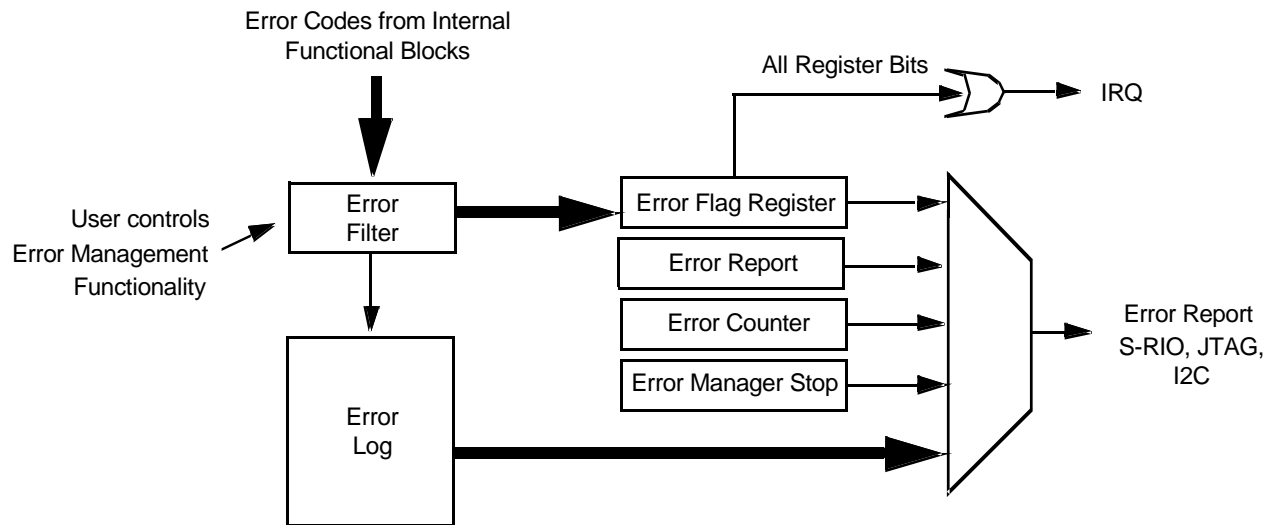 Error Codes from Internal
Functional Blocks
All Register Bits
IRQ
User controls
Error Management
Functionality
Error
Filter
Error Flag Register
Error Report
Error Counter
Error Manager Stop
Error
Log
Error Report
S-RIO, JTAG,
I2C